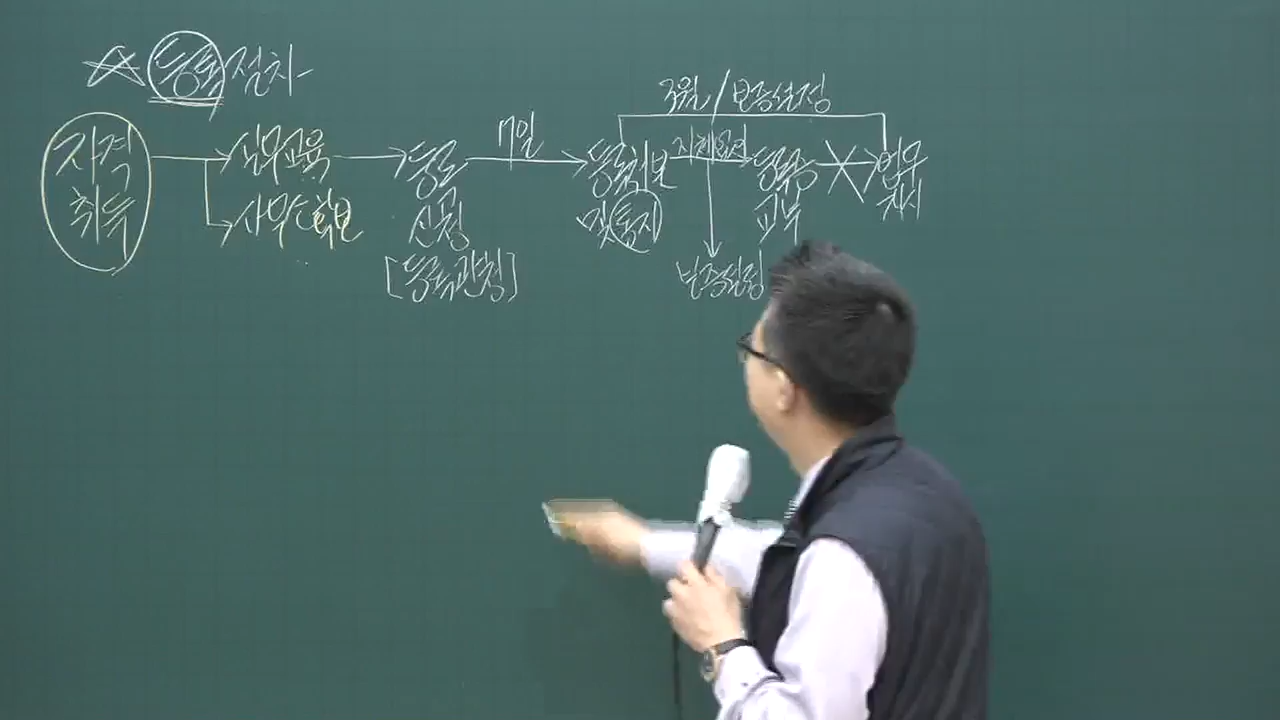 등록절차
3월 / 보증설정
자격 취득
실무교육
사무소확보
등록 신청
[등록관청]
7일
등록처분 및 통지
지체없이
보증설정
등록증 교부
업무 개시